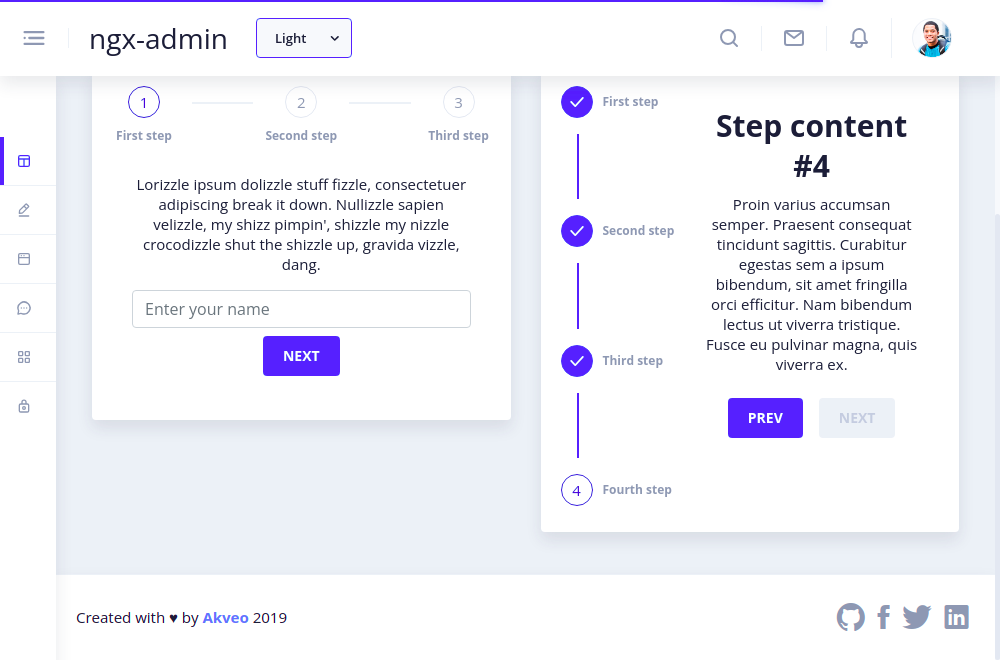 ngx-admin
Light
1
2
3
First step
Second step
Third step
Lorizzle ipsum dolizzle stuff fizzle, consectetuer
adipiscing break it down. Nullizzle sapien
velizzle, my shizz pimpin', shizzle my nizzle
crocodizzle shut the shizzle up, gravida vizzle,
dang.
Enter your name
NEXT
First step
Second step
Third step
4
Fourth step
Step content
#4
Proin varius accumsan
semper. Praesent consequat
tincidunt sagittis. Curabitur
egestas sem a ipsum
bibendum, sit amet fringilla
orci efficitur. Nam bibendum
lectus ut viverra tristique.
Fusce eu pulvinar magna, quis
viverra ex.
PREV
NEXT
Created with ♥ by Akveo 2019